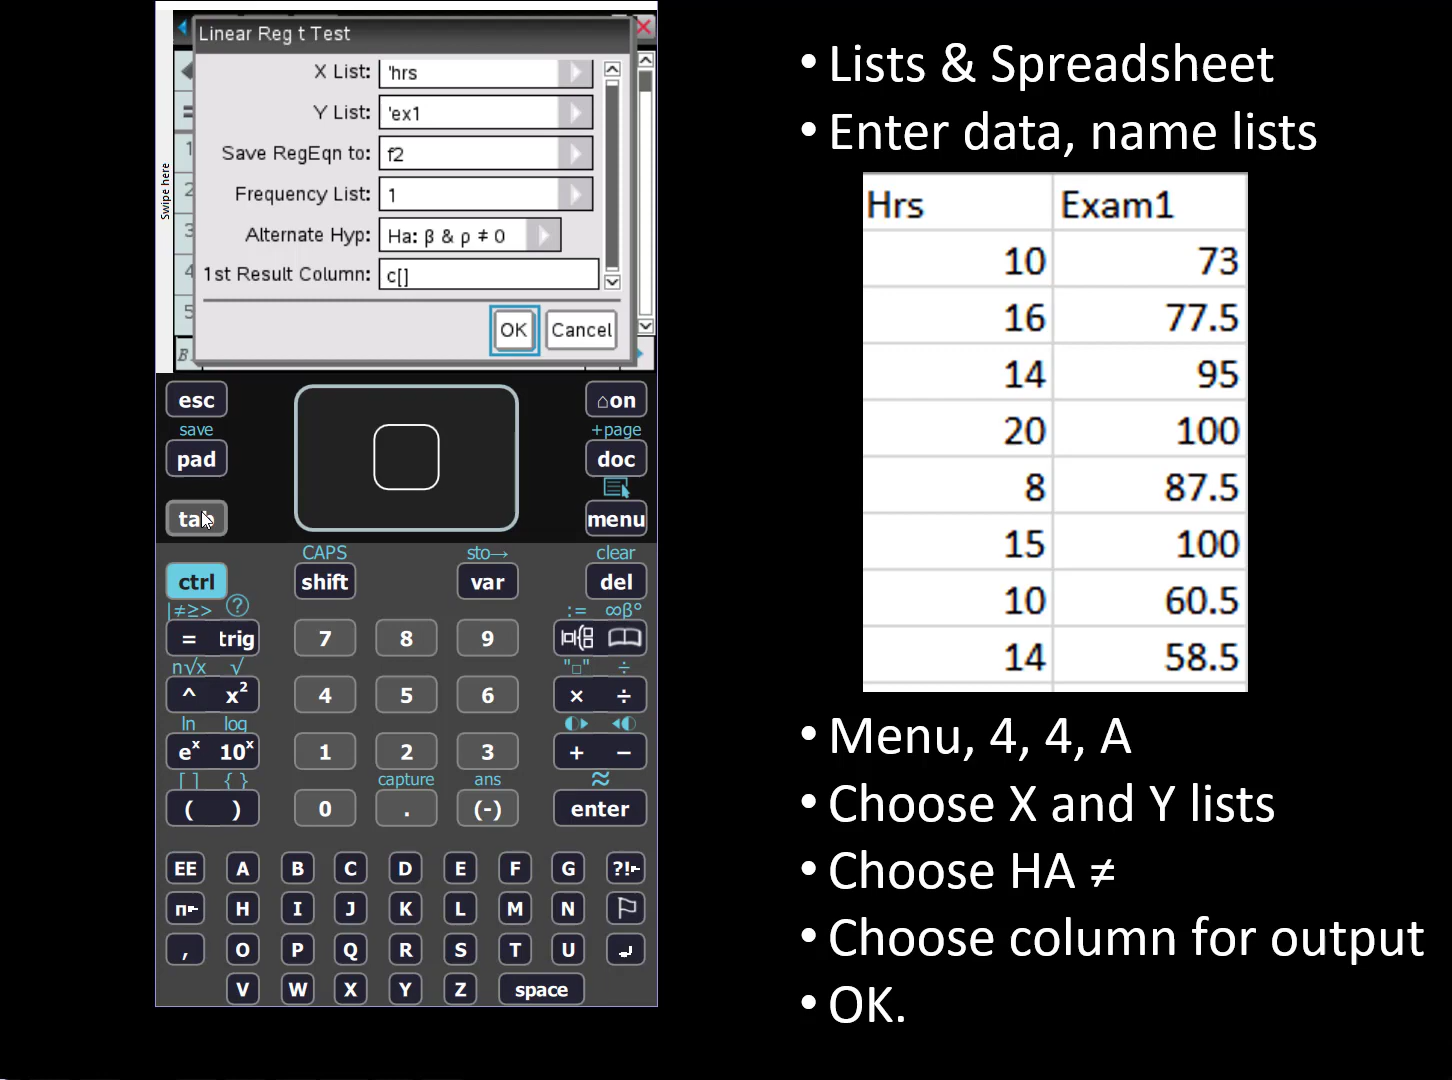 Linear Reg t Test
X List: 'hrs
Y List: 'ex1
Save RegEqn to: f2
Frequency List: 1
Alternate Hyp: Ha: β & ρ ≠ 0
1st Result Column: c[]
OK Cancel
1
2
3
4
5
B
Swipe here
esc ⌂on
save +page
pad doc
tab menu
CAPS sto→ clear
ctrl shift var del
|≠≥> ? := ∞β°
= trig 7 8 9
n√x √ "□" ÷
^ x² 4 5 6 × ÷
ln log
eˣ 10ˣ 1 2 3 + −
[ ] { } capture ans ≈
( ) 0 . (-) enter
EE A B C D E F G ?!▸
π▸ H I J K L M N
, O P Q R S T U
V W X Y Z space
• Lists & Spreadsheet
• Enter data, name lists
Hrs Exam1
10 73
16 77.5
14 95
20 100
8 87.5
15 100
10 60.5
14 58.5
• Menu, 4, 4, A
• Choose X and Y lists
• Choose HA ≠
• Choose column for output
• OK.